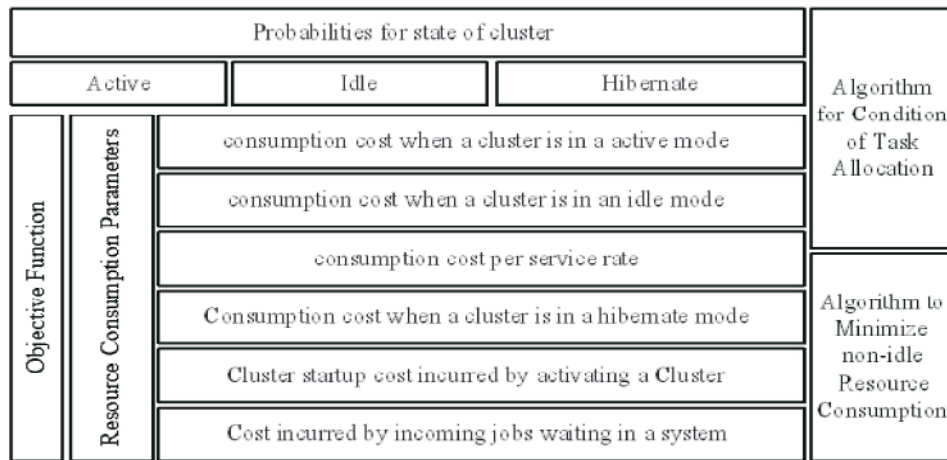 Probabilities for state of cluster
Active
Idle
Hibernate
Algorithm
for Condition
of Task
Allocation
Objective Function
Resource Consumption Parameters
consumption cost when a cluster is in a active mode
consumption cost when a cluster is in an idle mode
consumption cost per service rate
Consumption cost when a cluster is in a hibernate mode
Cluster startup cost incurred by activating a Cluster
Cost incurred by incoming jobs waiting in a system
Algorithm to
Minimize
non-idle
Resource
Consumption